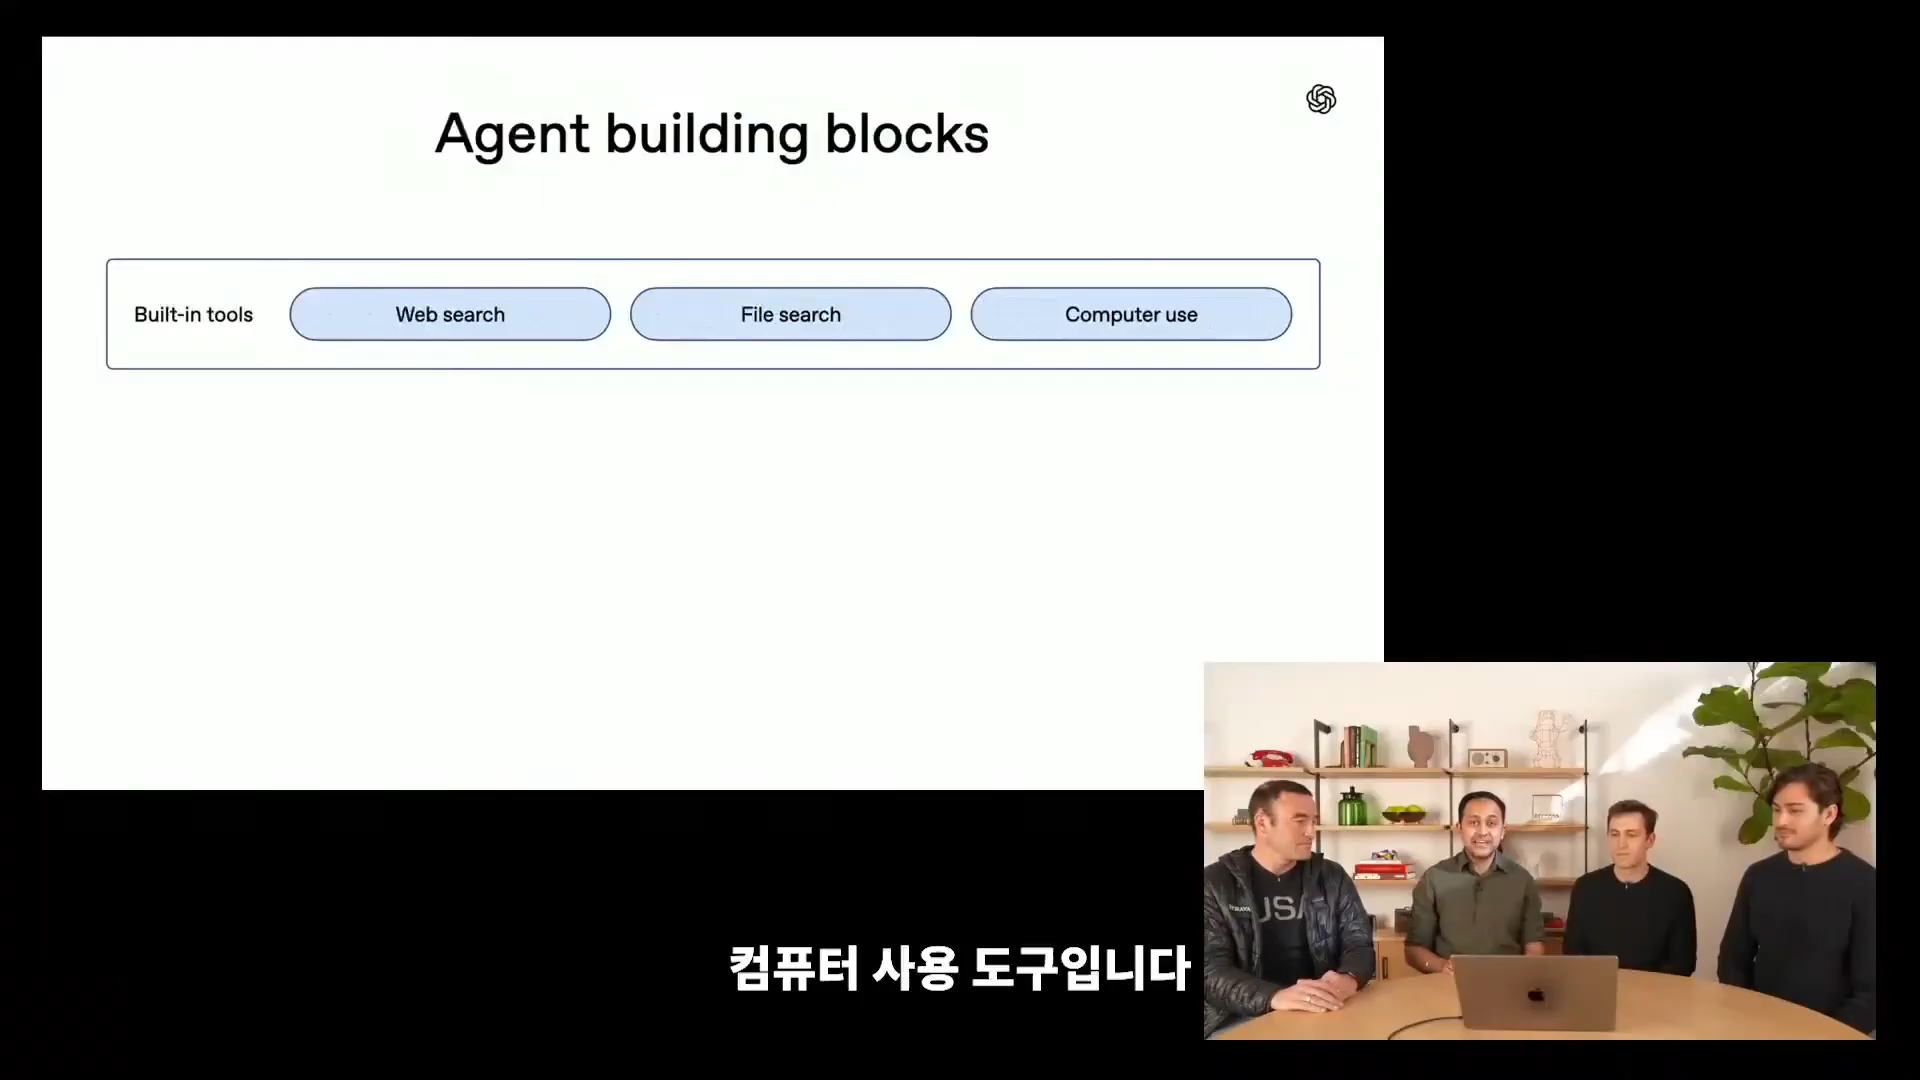 Agent building blocks
Built-in tools
Web search
File search
Computer use
컴퓨터 사용 도구입니다
USA